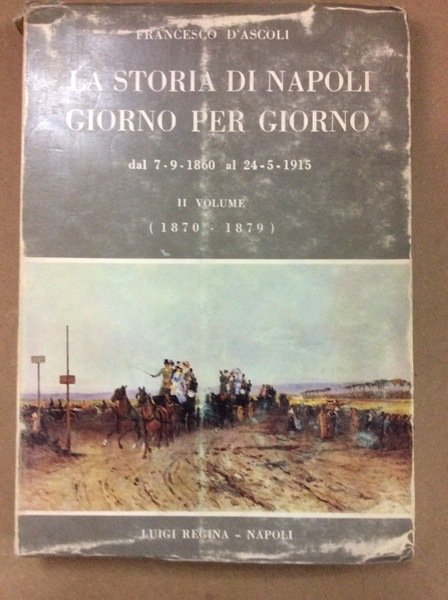 FRANCESCO D'ASCOLI
LA STORIA DI NAPOLI
GIORNO PER GIORNO
dal 7-9-1860 al 24-5-1915
II VOLUME
( 1870 - 1879 )
LUIGI REGINA - NAPOLI